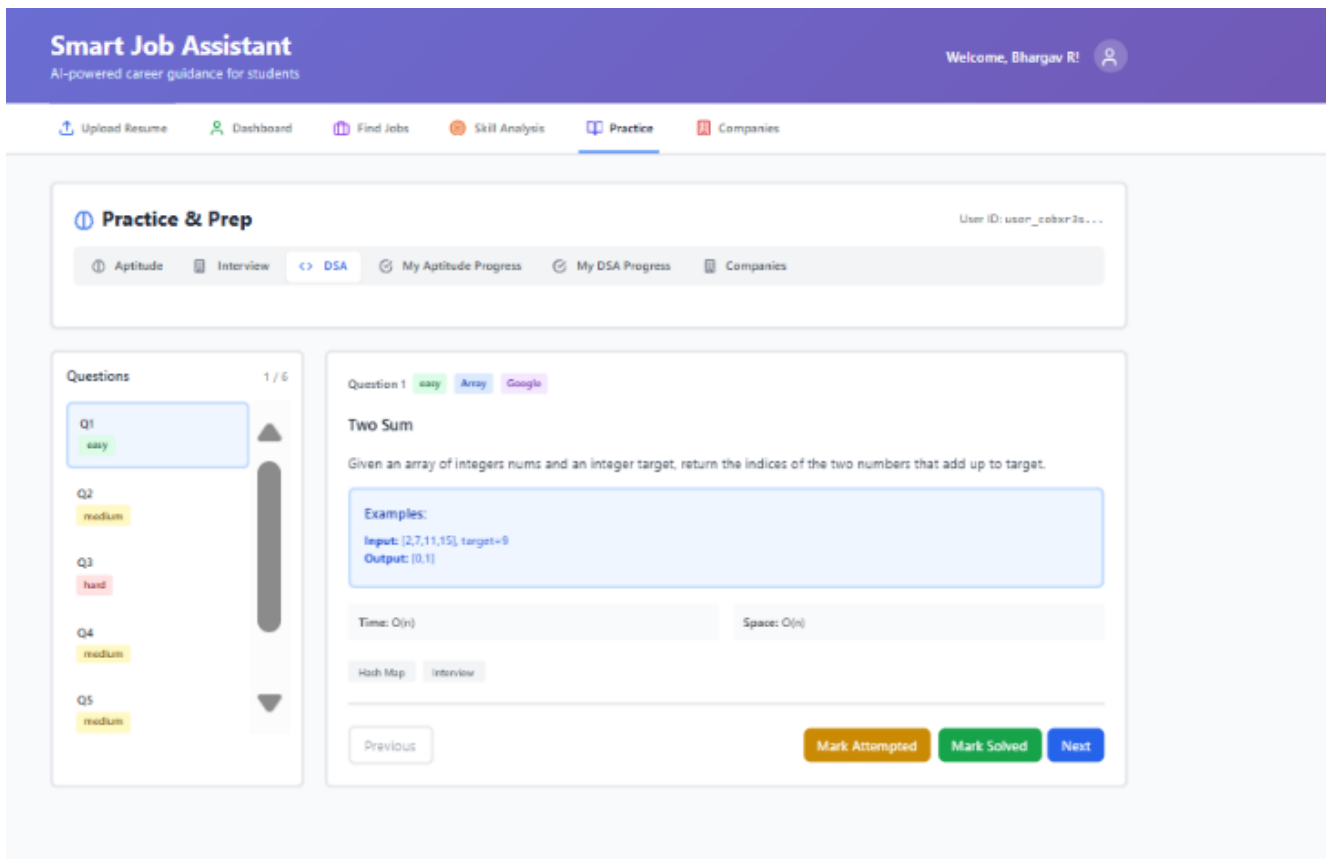 Smart Job Assistant
AI-powered career guidance for students
Welcome, Bhargav R!
Upload Resume Dashboard Find Jobs Skill Analysis Practice Companies
Practice & Prep
User ID: user_cobxr3s...
Aptitude Interview <> DSA My Aptitude Progress My DSA Progress Companies
Questions 1 / 6
Q1
easy
Q2
medium
Q3
hard
Q4
medium
Q5
medium
Question 1 easy Array Google
Two Sum
Given an array of integers nums and an integer target, return the indices of the two numbers that add up to target.
Examples:
Input: [2,7,11,15], target=9
Output: [0,1]
Time: O(n) Space: O(n)
Hash Map Interview
Previous Mark Attempted Mark Solved Next